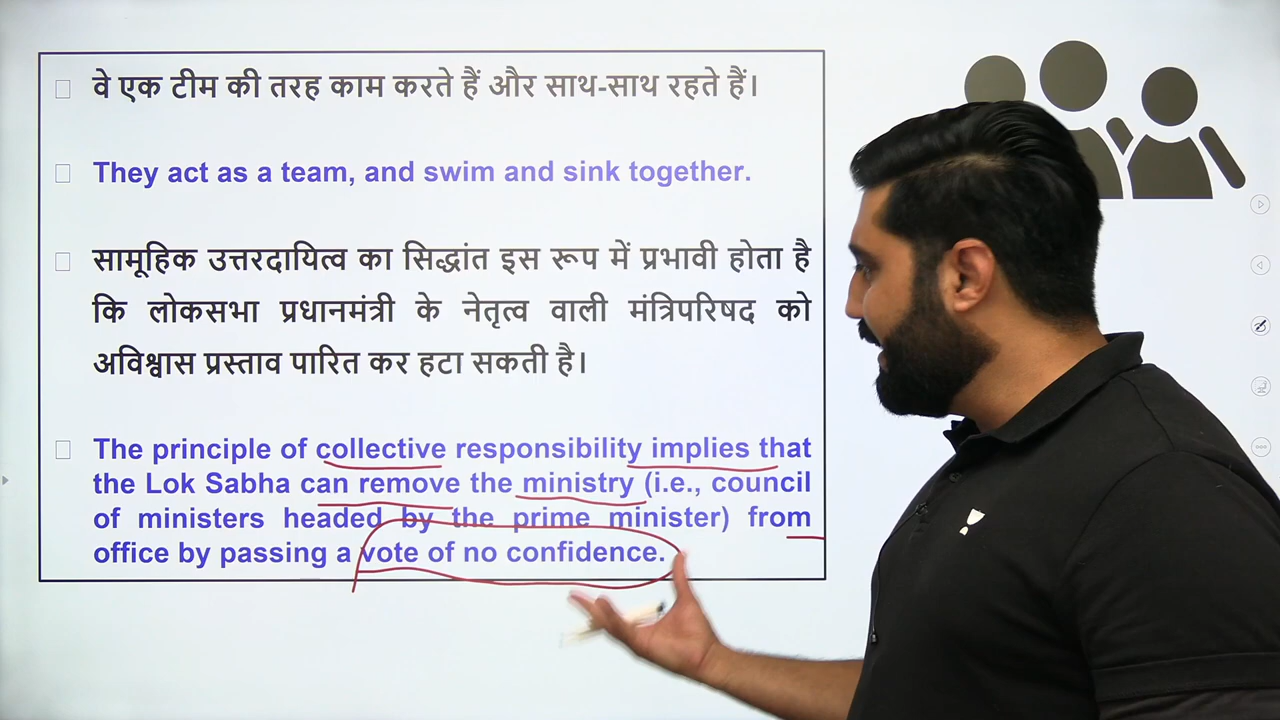 वे एक टीम की तरह काम करते हैं और साथ-साथ रहते हैं।
They act as a team, and swim and sink together.
सामूहिक उत्तरदायित्व का सिद्धांत इस रूप में प्रभावी होता है
कि लोकसभा प्रधानमंत्री के नेतृत्व वाली मंत्रिपरिषद को
अविश्वास प्रस्ताव पारित कर हटा सकती है।
The principle of collective responsibility implies that
the Lok Sabha can remove the ministry (i.e., council
of ministers headed by the prime minister) from
office by passing a vote of no confidence.